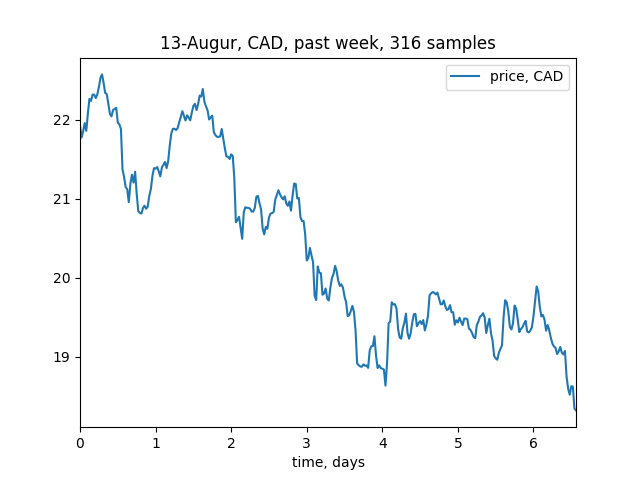 13-Augur, CAD, past week, 316 samples
price, CAD
22
21
20
19
0 1 2 3 4 5 6
time, days